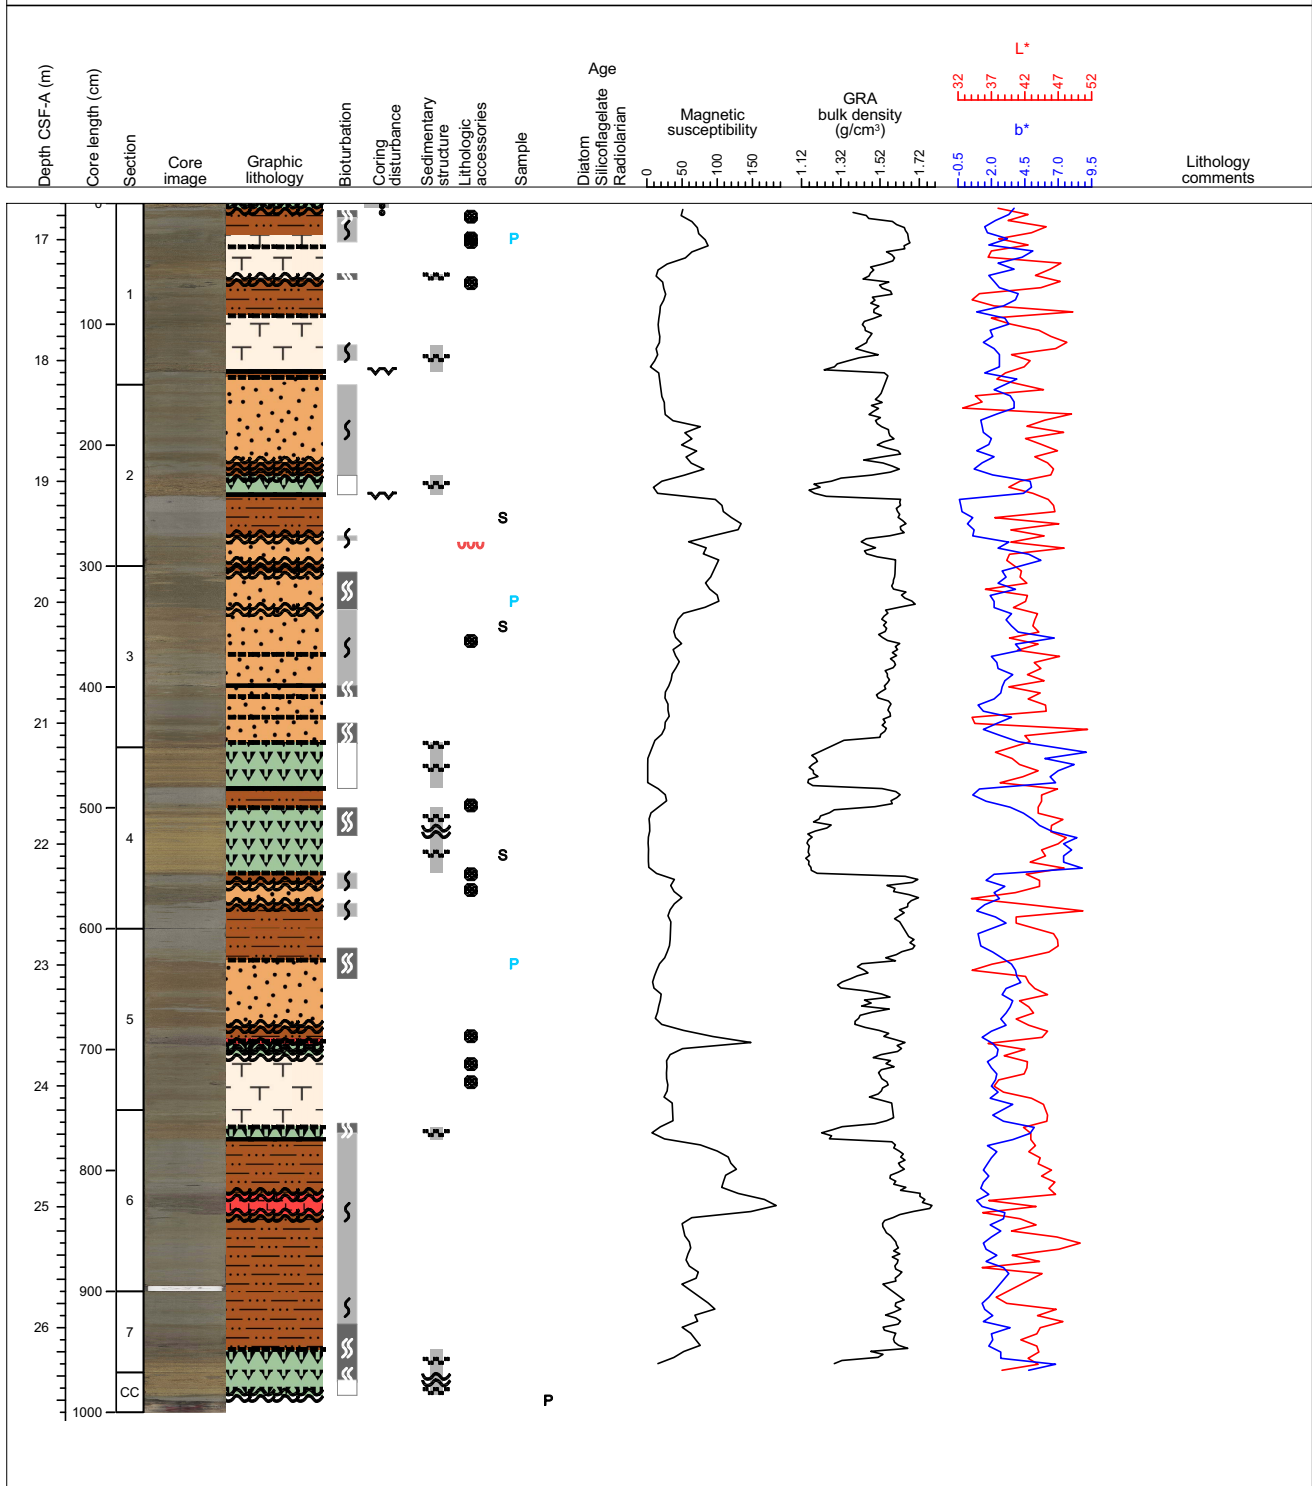 Depth CSF-A (m)
Core length (cm)
Section
Core image
Graphic lithology
Bioturbation
Coring disturbance
Sedimentary structure
Lithologic accessories
Sample
Age
Diatom
Silicoflagelate
Radiolarian
Magnetic susceptibility
0 50 100 150
GRA bulk density (g/cm³)
1.12 1.32 1.52 1.72
L*
32 37 42 47 52
b*
-0.5 2.0 4.5 7.0 9.5
Lithology comments
0
17
P
1
100
18
200
2
19
S
300
20
P
S
3
400
21
500
4
22
S
600
23
P
5
700
24
800
6
25
900
26
7
CC
P
1000